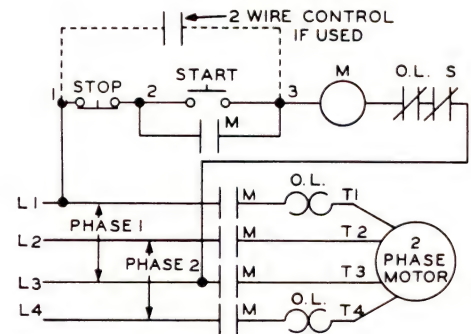 2 WIRE CONTROL
IF USED
1 STOP 2 START 3 M O.L. S
M
L1 M O.L. T1
PHASE 1
L2 M T2
2
PHASE
MOTOR
PHASE 2
L3 M T3
L4 M O.L. T4